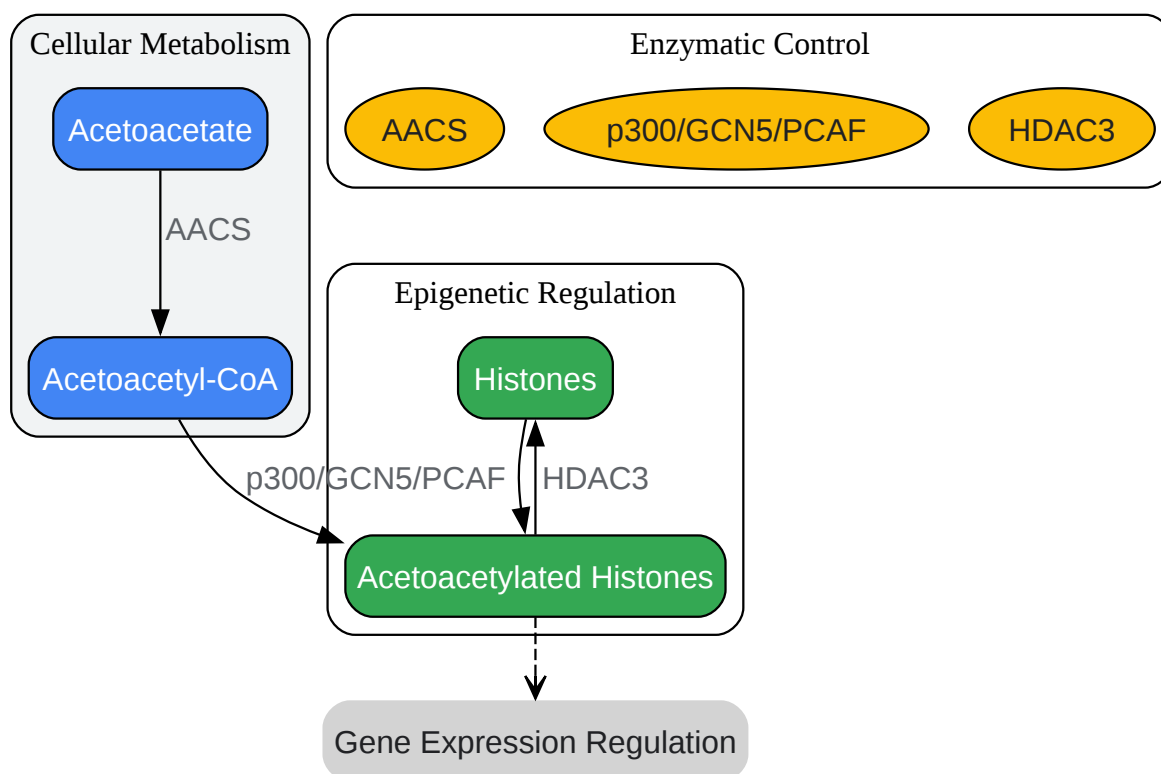 Cellular Metabolism
Enzymatic Control
Acetoacetate
AACS
p300/GCN5/PCAF
HDAC3
AACS
Epigenetic Regulation
Acetoacetyl-CoA
Histones
p300/GCN5/PCAF
HDAC3
Acetoacetylated Histones
Gene Expression Regulation